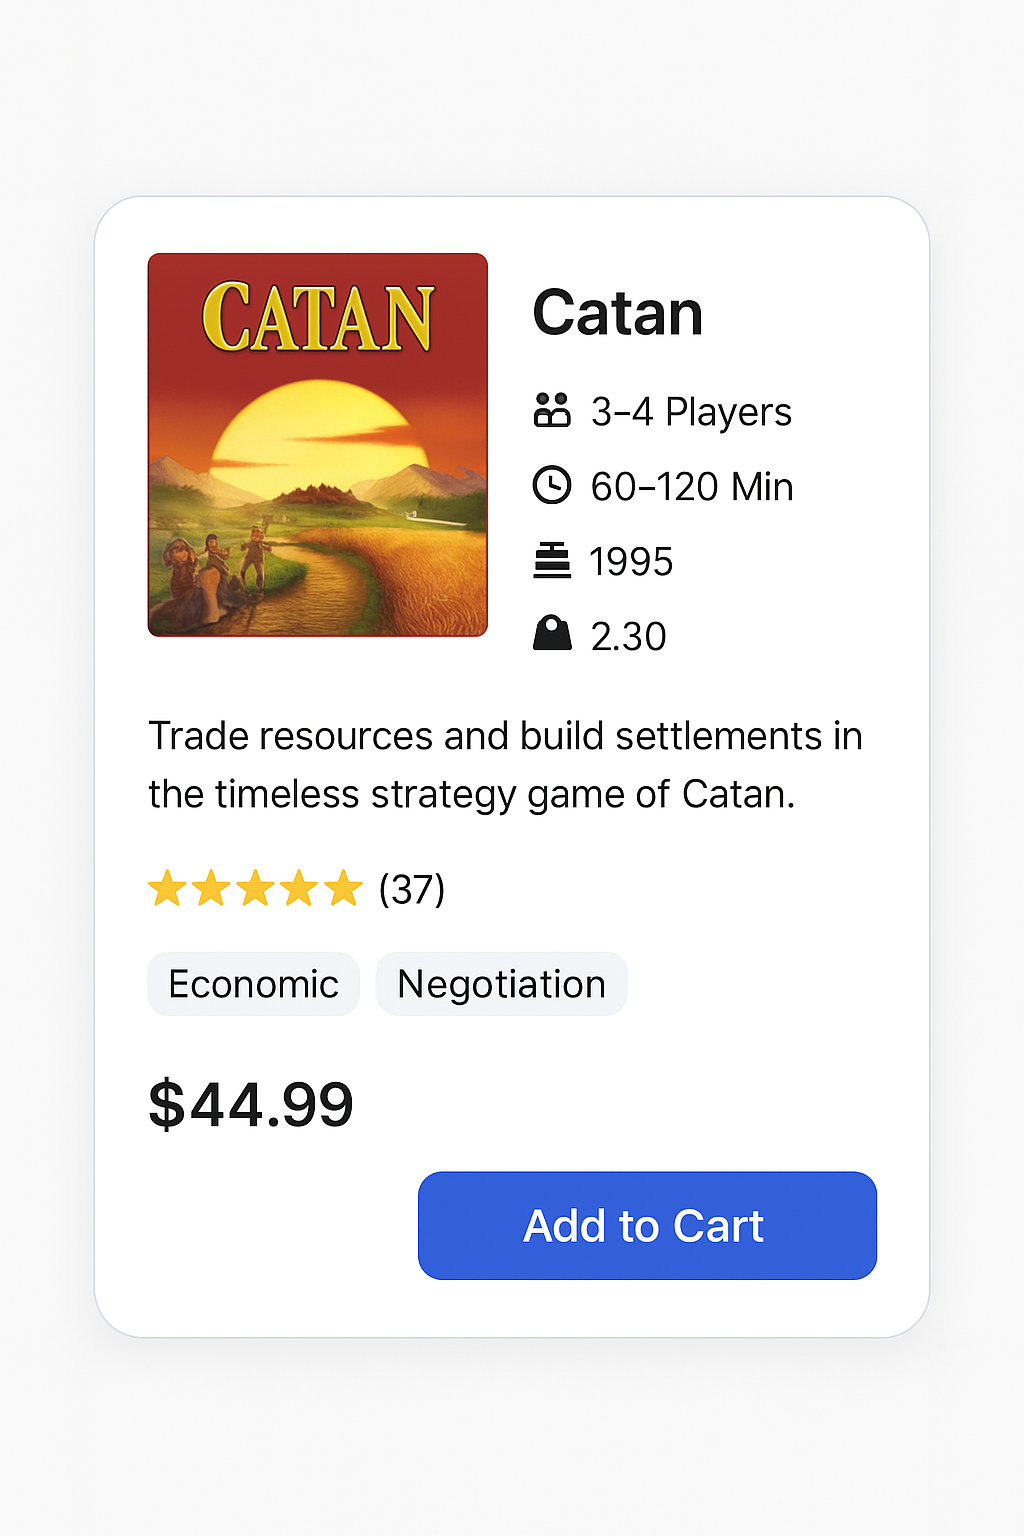 CATAN
Catan
3–4 Players
60–120 Min
1995
2.30
Trade resources and build settlements in
the timeless strategy game of Catan.
(37)
Economic
Negotiation
$44.99
Add to Cart